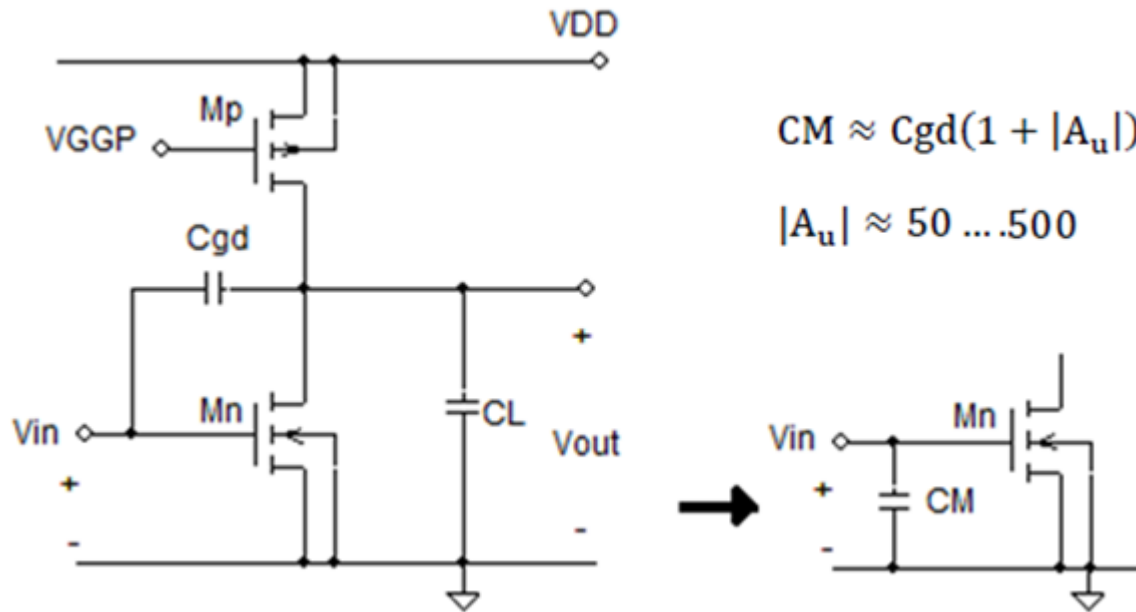 VDD
Mp
VGGP
CM ≈ Cgd(1 + |Au|)
|Au| ≈ 50 ....500
Cgd
+
Mn
CL
Vin
Vout
+
-
-
Mn
Vin
+
CM
-